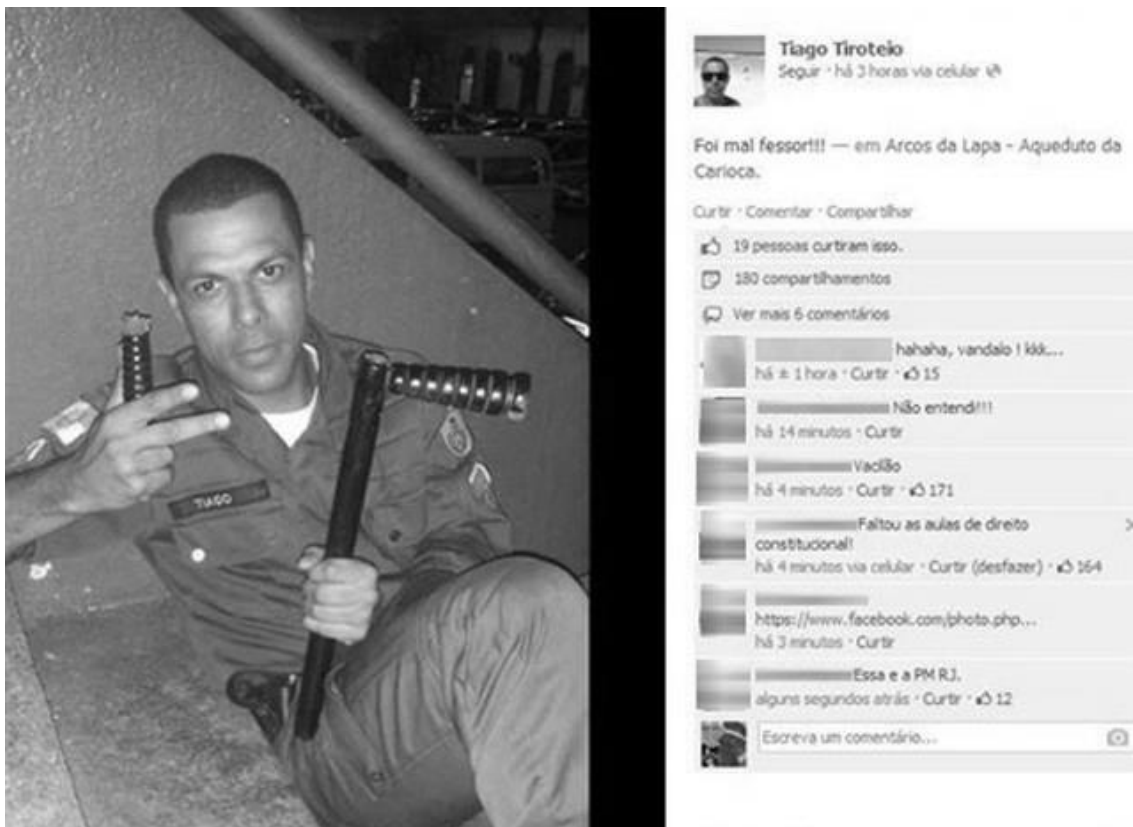 TIAGO
Tiago Tiroteio
Seguir · há 3 horas via celular
Foi mal fessor!!! — em Arcos da Lapa - Aqueduto da
Carioca.
Curtir · Comentar · Compartilhar
19 pessoas curtiram isso.
180 compartilhamentos
Ver mais 6 comentários
hahaha, vandalo ! kkk...
há ± 1 hora · Curtir · 15
Não entendi!!!
há 14 minutos · Curtir
Vacilão
há 4 minutos · Curtir · 171
Faltou as aulas de direito
constitucional!
há 4 minutos via celular · Curtir (desfazer) · 164
https://www.facebook.com/photo.php...
há 3 minutos · Curtir
Essa e a PM RJ.
alguns segundos atrás · Curtir · 12
Escreva um comentário...